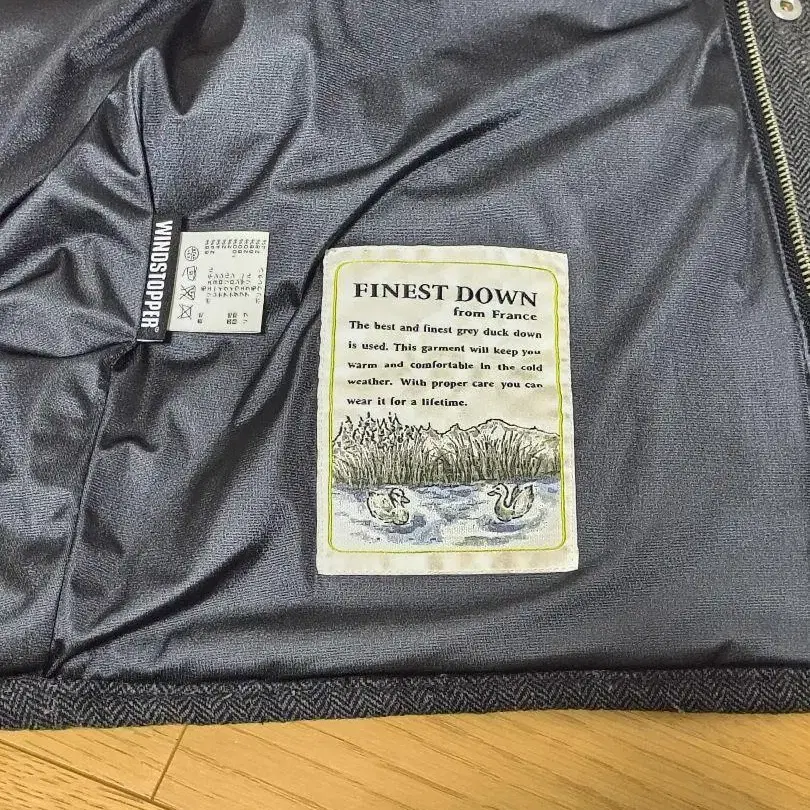 WINDSTOPPER
FINEST DOWN
from France
The best and finest grey duck down
is used. This garment will keep you
warm and comfortable in the cold
weather. With proper care you can
wear it for a lifetime.